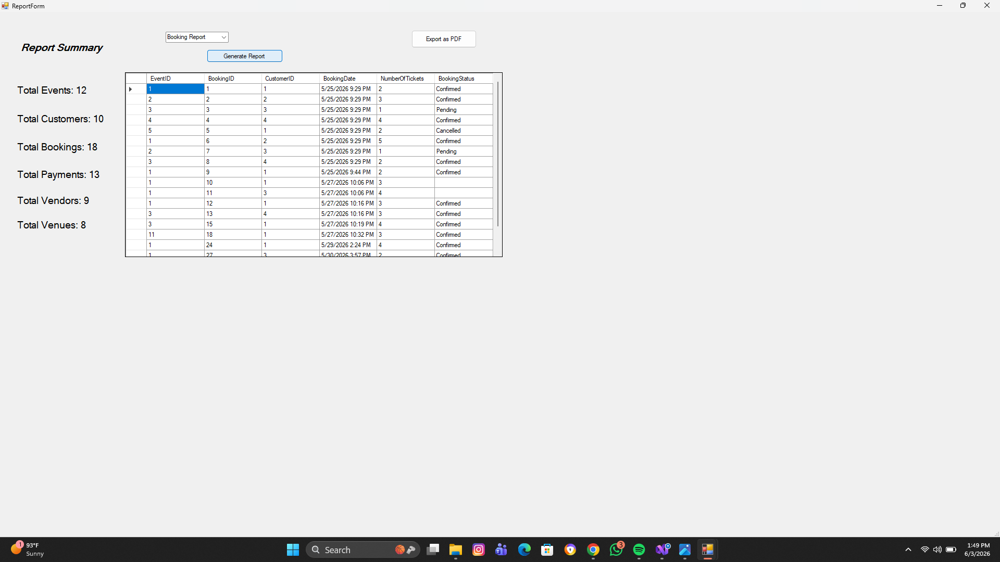 ReportForm
Booking Report
Export as PDF
Report Summary
Generate Report
EventID BookingID CustomerID BookingDate NumberOfTickets BookingStatus
1 1 1 5/25/2026 9:29 PM 2 Confirmed
2 2 2 5/25/2026 9:29 PM 3 Confirmed
3 3 3 5/25/2026 9:29 PM 1 Pending
4 4 4 5/25/2026 9:29 PM 4 Confirmed
5 5 1 5/25/2026 9:29 PM 2 Cancelled
1 6 2 5/25/2026 9:29 PM 5 Confirmed
2 7 3 5/25/2026 9:29 PM 1 Pending
3 8 4 5/25/2026 9:29 PM 2 Confirmed
1 9 1 5/25/2026 9:44 PM 2 Confirmed
1 10 1 5/27/2026 10:06 PM 3
1 11 3 5/27/2026 10:06 PM 4
1 12 1 5/27/2026 10:16 PM 3 Confirmed
3 13 4 5/27/2026 10:16 PM 3 Confirmed
3 15 1 5/27/2026 10:19 PM 4 Confirmed
11 18 1 5/27/2026 10:32 PM 3 Confirmed
1 24 1 5/29/2026 2:24 PM 4 Confirmed
1 27 3 5/30/2026 3:57 PM 2 Confirmed
Total Events: 12
Total Customers: 10
Total Bookings: 18
Total Payments: 13
Total Vendors: 9
Total Venues: 8
1
93°F
Sunny
Search
3
1:49 PM
6/3/2026